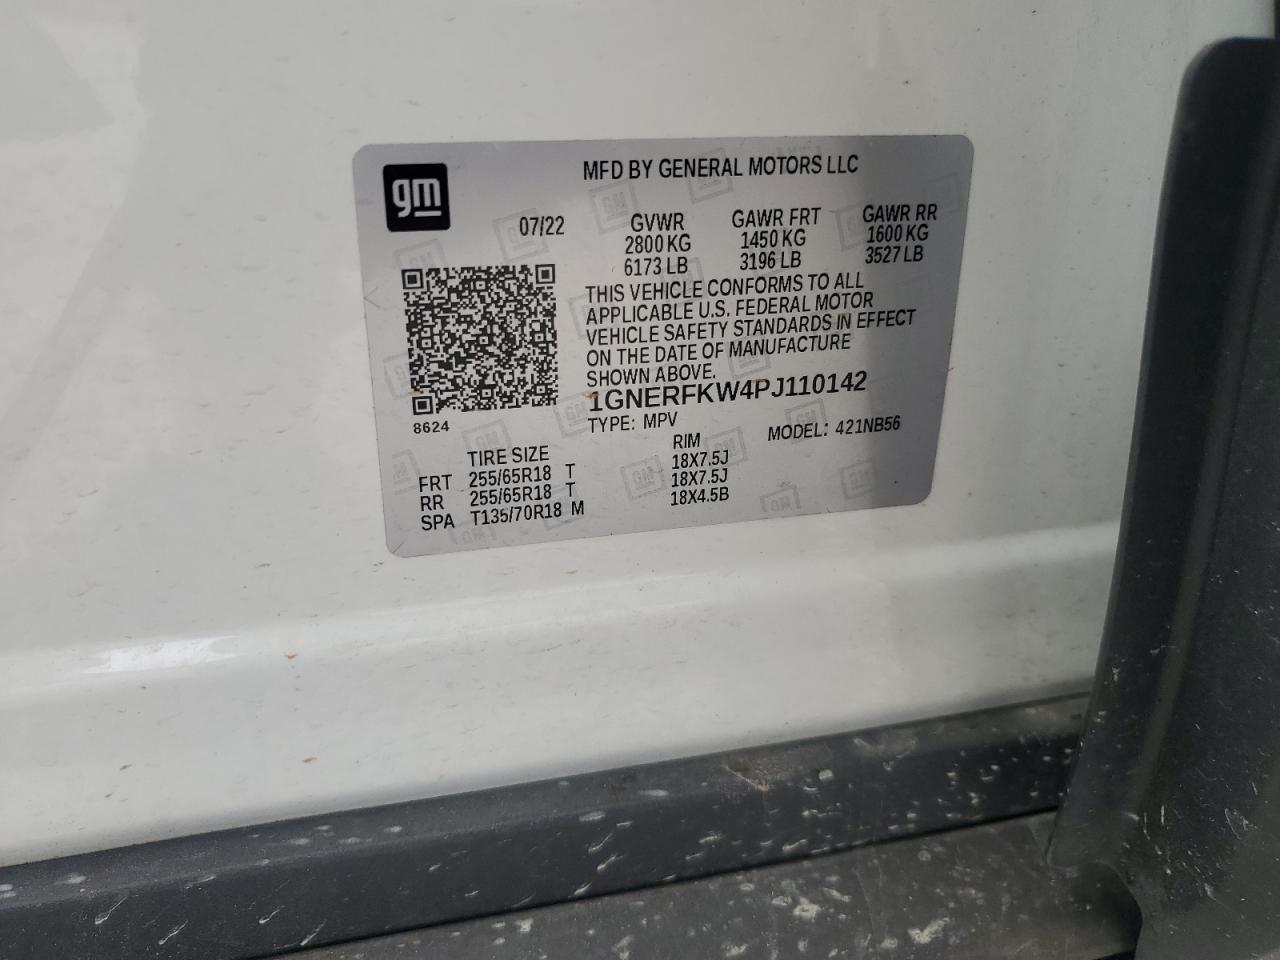 gm
MFD BY GENERAL MOTORS LLC
07/22 GVWR GAWR FRT GAWR RR
2800 KG 1450 KG 1600 KG
6173 LB 3196 LB 3527 LB
THIS VEHICLE CONFORMS TO ALL
APPLICABLE U.S. FEDERAL MOTOR
VEHICLE SAFETY STANDARDS IN EFFECT
ON THE DATE OF MANUFACTURE
SHOWN ABOVE.
1GNERFKW4PJ110142
8624
TYPE: MPV MODEL: 421NB56
TIRE SIZE RIM
FRT 255/65R18 T 18X7.5J
RR 255/65R18 T 18X7.5J
SPA T135/70R18 M 18X4.5B